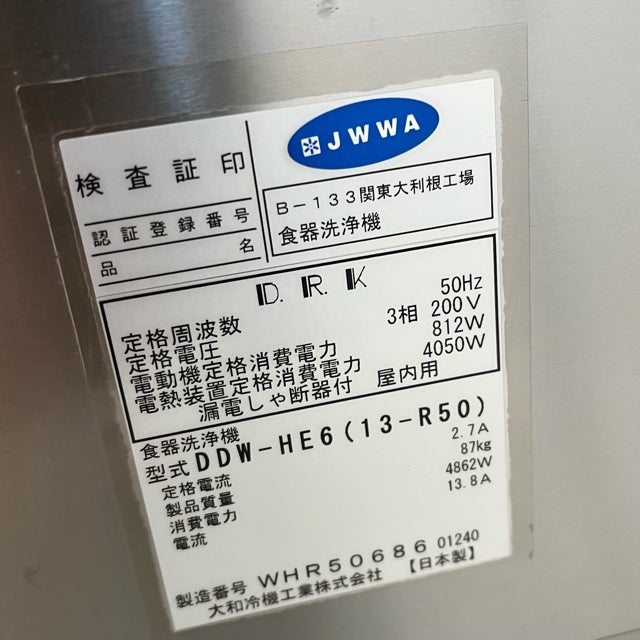 検査証印
JWWA
認証登録番号 B-133関東大利根工場
品名 食器洗浄機
D.R.K
定格周波数 50Hz
定格電圧 3相 200V
電動機定格消費電力 812W
電熱装置定格消費電力 4050W
漏電しゃ断器付 屋内用
食器洗浄機
型式 DDW-HE6(13-R50)
定格電流 2.7A
製品質量 87kg
消費電力 4862W
電流 13.8A
製造番号 WHR50686 01240
大和冷機工業株式会社 【日本製】